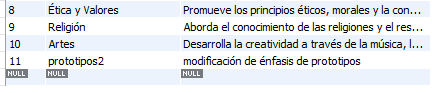 8 Ética y Valores Promueve los principios éticos, morales y la con...
9 Religión Aborda el conocimiento de las religiones y el res...
10 Artes Desarrolla la creatividad a través de la música, l...
11 prototipos2 modificación de énfasis de prototipos
NULL NULL NULL